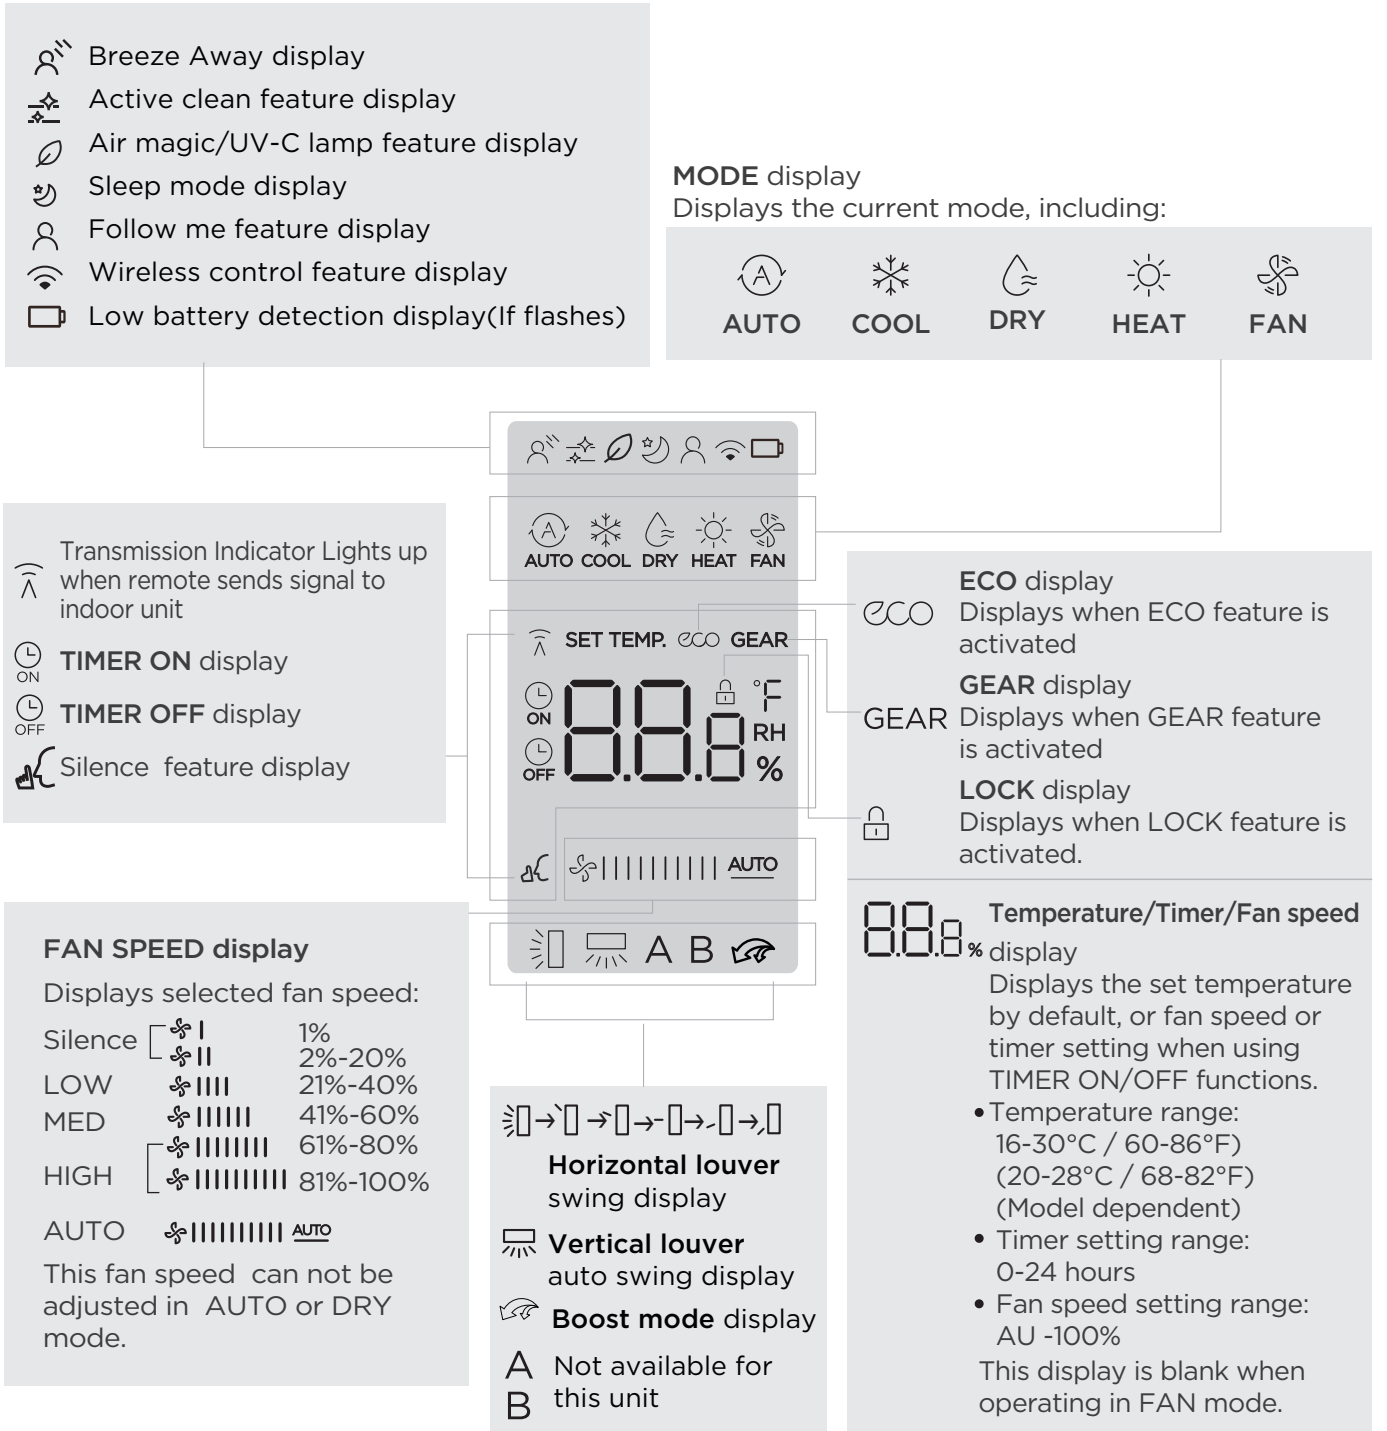 Breeze Away display
Active clean feature display
Air magic/UV-C lamp feature display
Sleep mode display
Follow me feature display
Wireless control feature display
Low battery detection display(If flashes)
MODE display
Displays the current mode, including:
AUTO COOL DRY HEAT FAN
AUTO COOL DRY HEAT FAN
Transmission Indicator Lights up
when remote sends signal to
indoor unit
ON TIMER ON display
OFF TIMER OFF display
Silence feature display
SET TEMP. eco GEAR
ON 88.8 °F
RH
OFF %
AUTO
A B
eco ECO display
Displays when ECO feature is
activated
GEAR display
GEAR Displays when GEAR feature
is activated
LOCK display
Displays when LOCK feature is
activated.
FAN SPEED display
Displays selected fan speed:
Silence 1%
2%-20%
LOW 21%-40%
MED 41%-60%
61%-80%
HIGH 81%-100%
AUTO AUTO
This fan speed can not be
adjusted in AUTO or DRY
mode.
Horizontal louver
swing display
Vertical louver
auto swing display
Boost mode display
A Not available for
B this unit
88.8% Temperature/Timer/Fan speed
display
Displays the set temperature
by default, or fan speed or
timer setting when using
TIMER ON/OFF functions.
• Temperature range:
16-30°C / 60-86°F)
(20-28°C / 68-82°F)
(Model dependent)
• Timer setting range:
0-24 hours
• Fan speed setting range:
AU -100%
This display is blank when
operating in FAN mode.